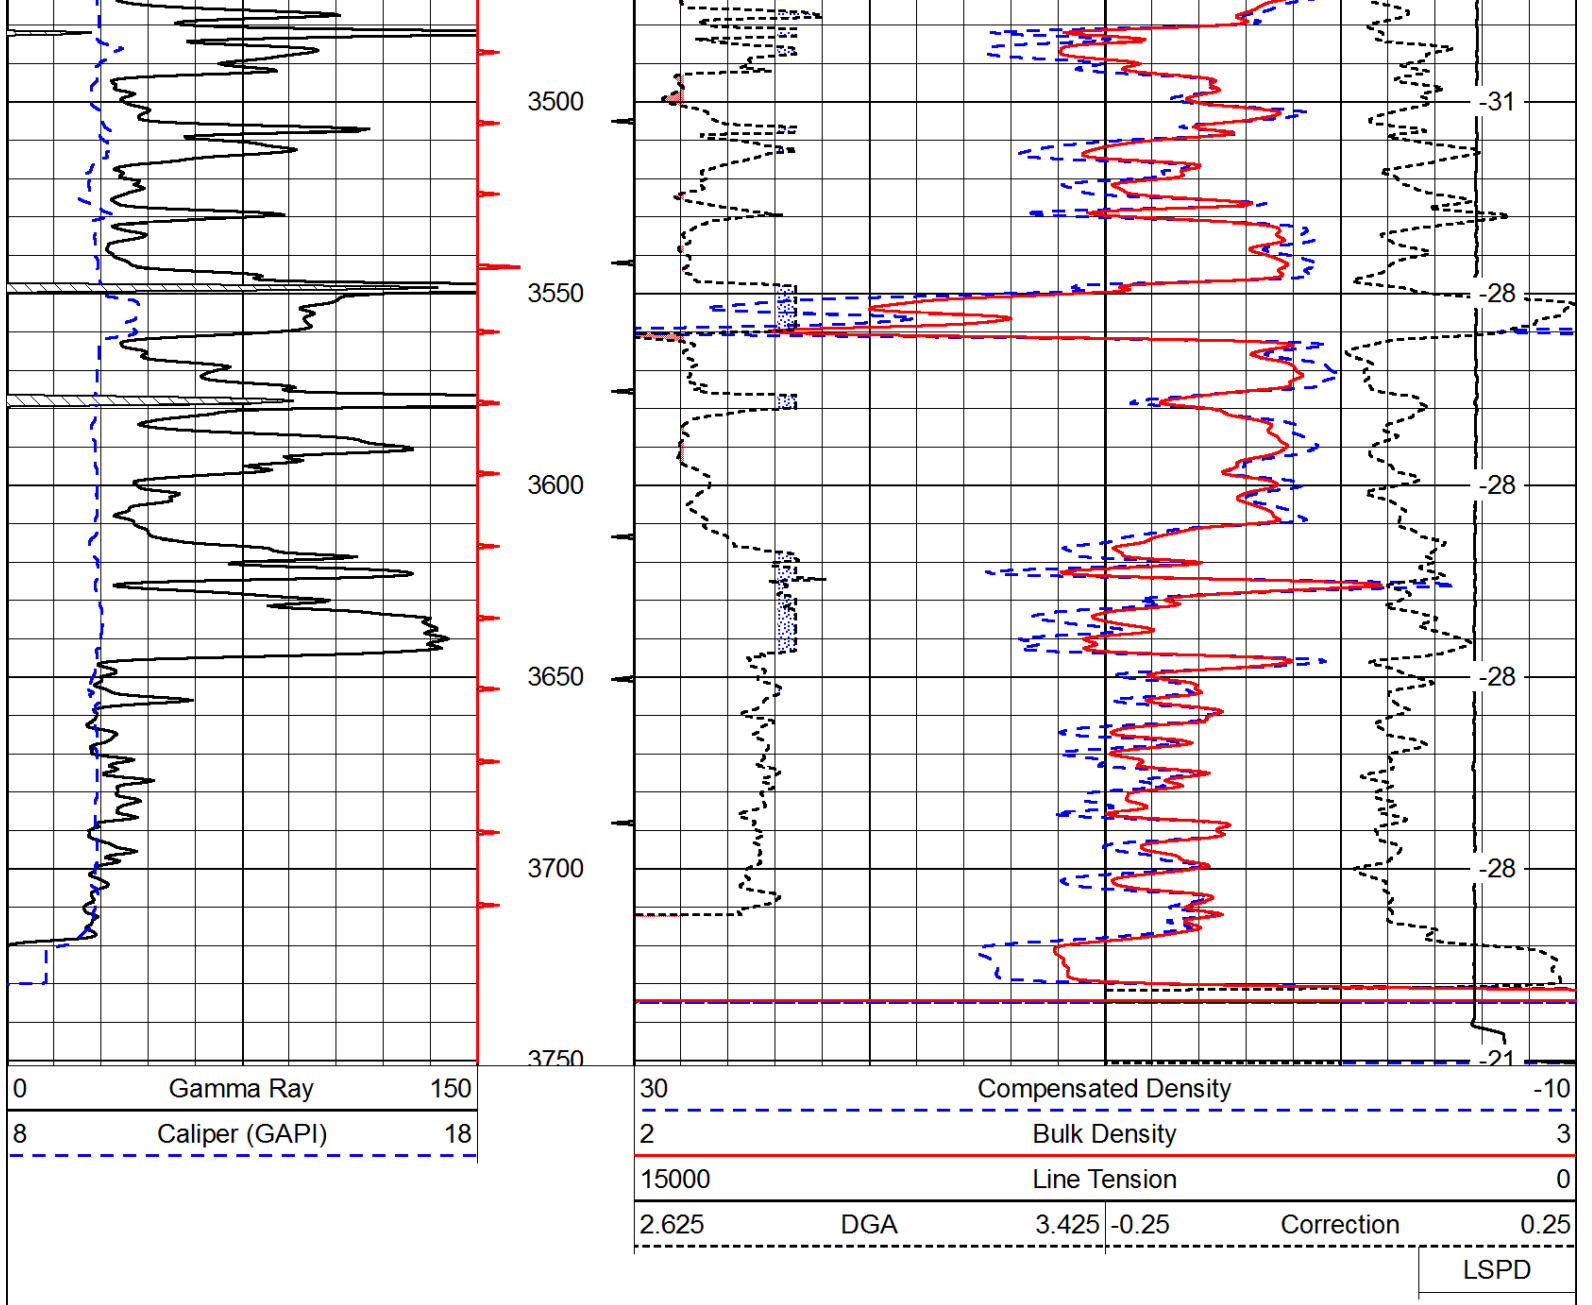 3500 -31
3550 -28
3600 -28
3650 -28
3700 -28
3750 -21
0 Gamma Ray 150
8 Caliper (GAPI) 18
30 Compensated Density -10
2 Bulk Density 3
15000 Line Tension 0
2.625 DGA 3.425 -0.25 Correction 0.25
LSPD